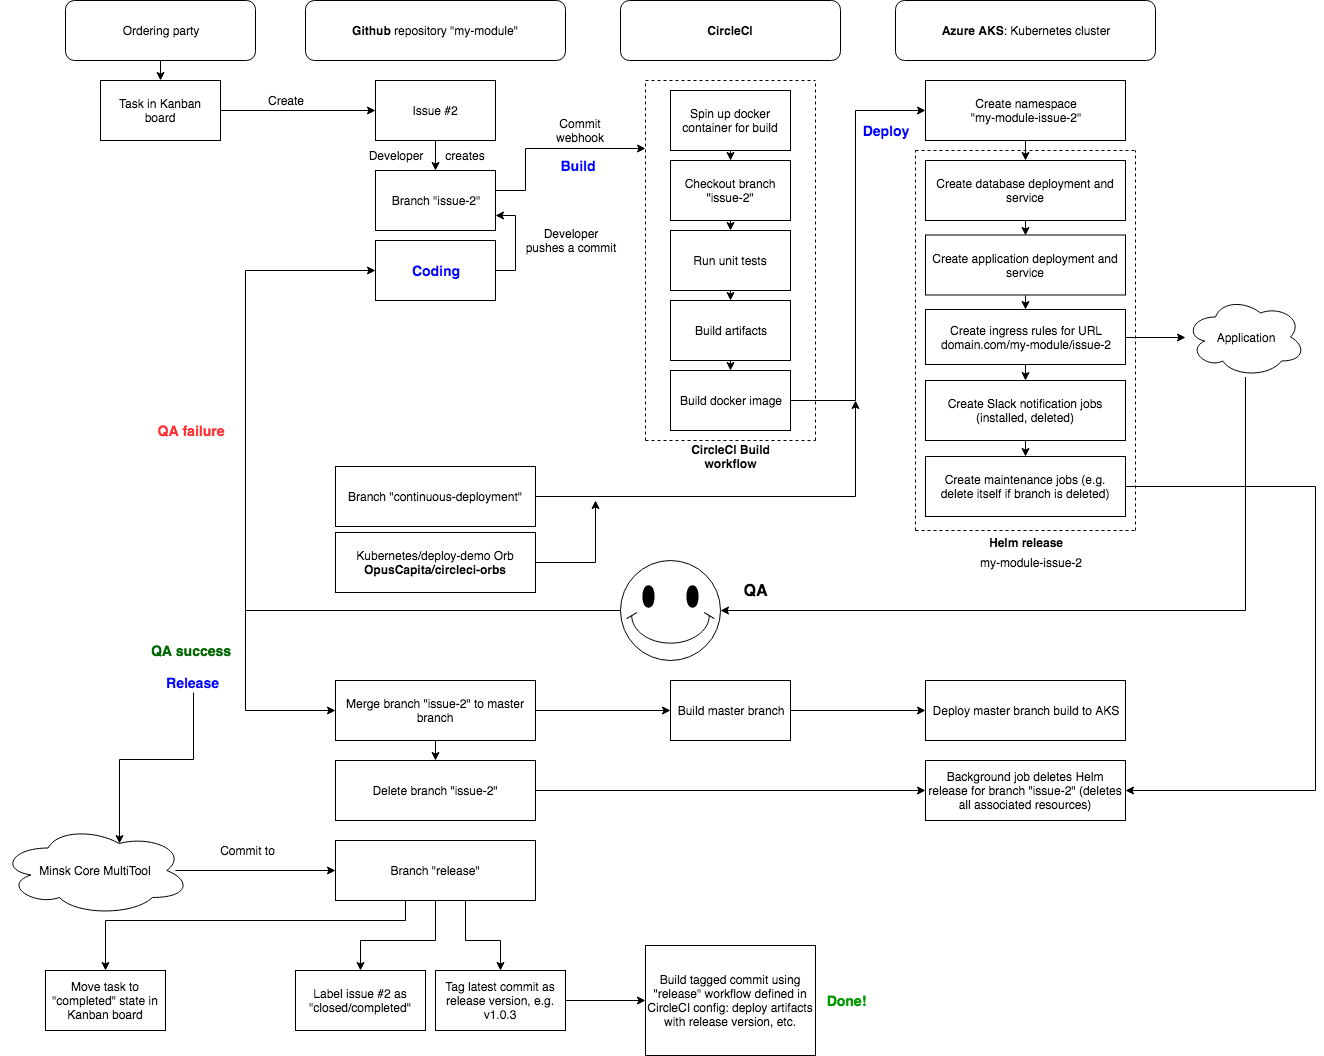 Ordering party
Github repository "my-module"
CircleCI
Azure AKS: Kubernetes cluster
Task in Kanban
board
Create
Issue #2
Developer creates
Branch "issue-2"
Commit
webhook
Build
Developer
pushes a commit
Coding
Spin up docker
container for build
Checkout branch
"issue-2"
Run unit tests
Build artifacts
Build docker image
CircleCI Build
workflow
Deploy
Create namespace
"my-module-issue-2"
Create database deployment and
service
Create application deployment and
service
Create ingress rules for URL
domain.com/my-module/issue-2
Create Slack notification jobs
(installed, deleted)
Create maintenance jobs (e.g.
delete itself if branch is deleted)
Helm release
my-module-issue-2
Application
QA failure
Branch "continuous-deployment"
Kubernetes/deploy-demo Orb
OpusCapita/circleci-orbs
QA
QA success
Release
Merge branch "issue-2" to master
branch
Build master branch
Deploy master branch build to AKS
Delete branch "issue-2"
Background job deletes Helm
release for branch "issue-2" (deletes
all associated resources)
Minsk Core MultiTool
Commit to
Branch "release"
Move task to
"completed" state in
Kanban board
Label issue #2 as
"closed/completed"
Tag latest commit as
release version, e.g.
v1.0.3
Build tagged commit using
"release" workflow defined in
CircleCI config: deploy artifacts
with release version, etc.
Done!